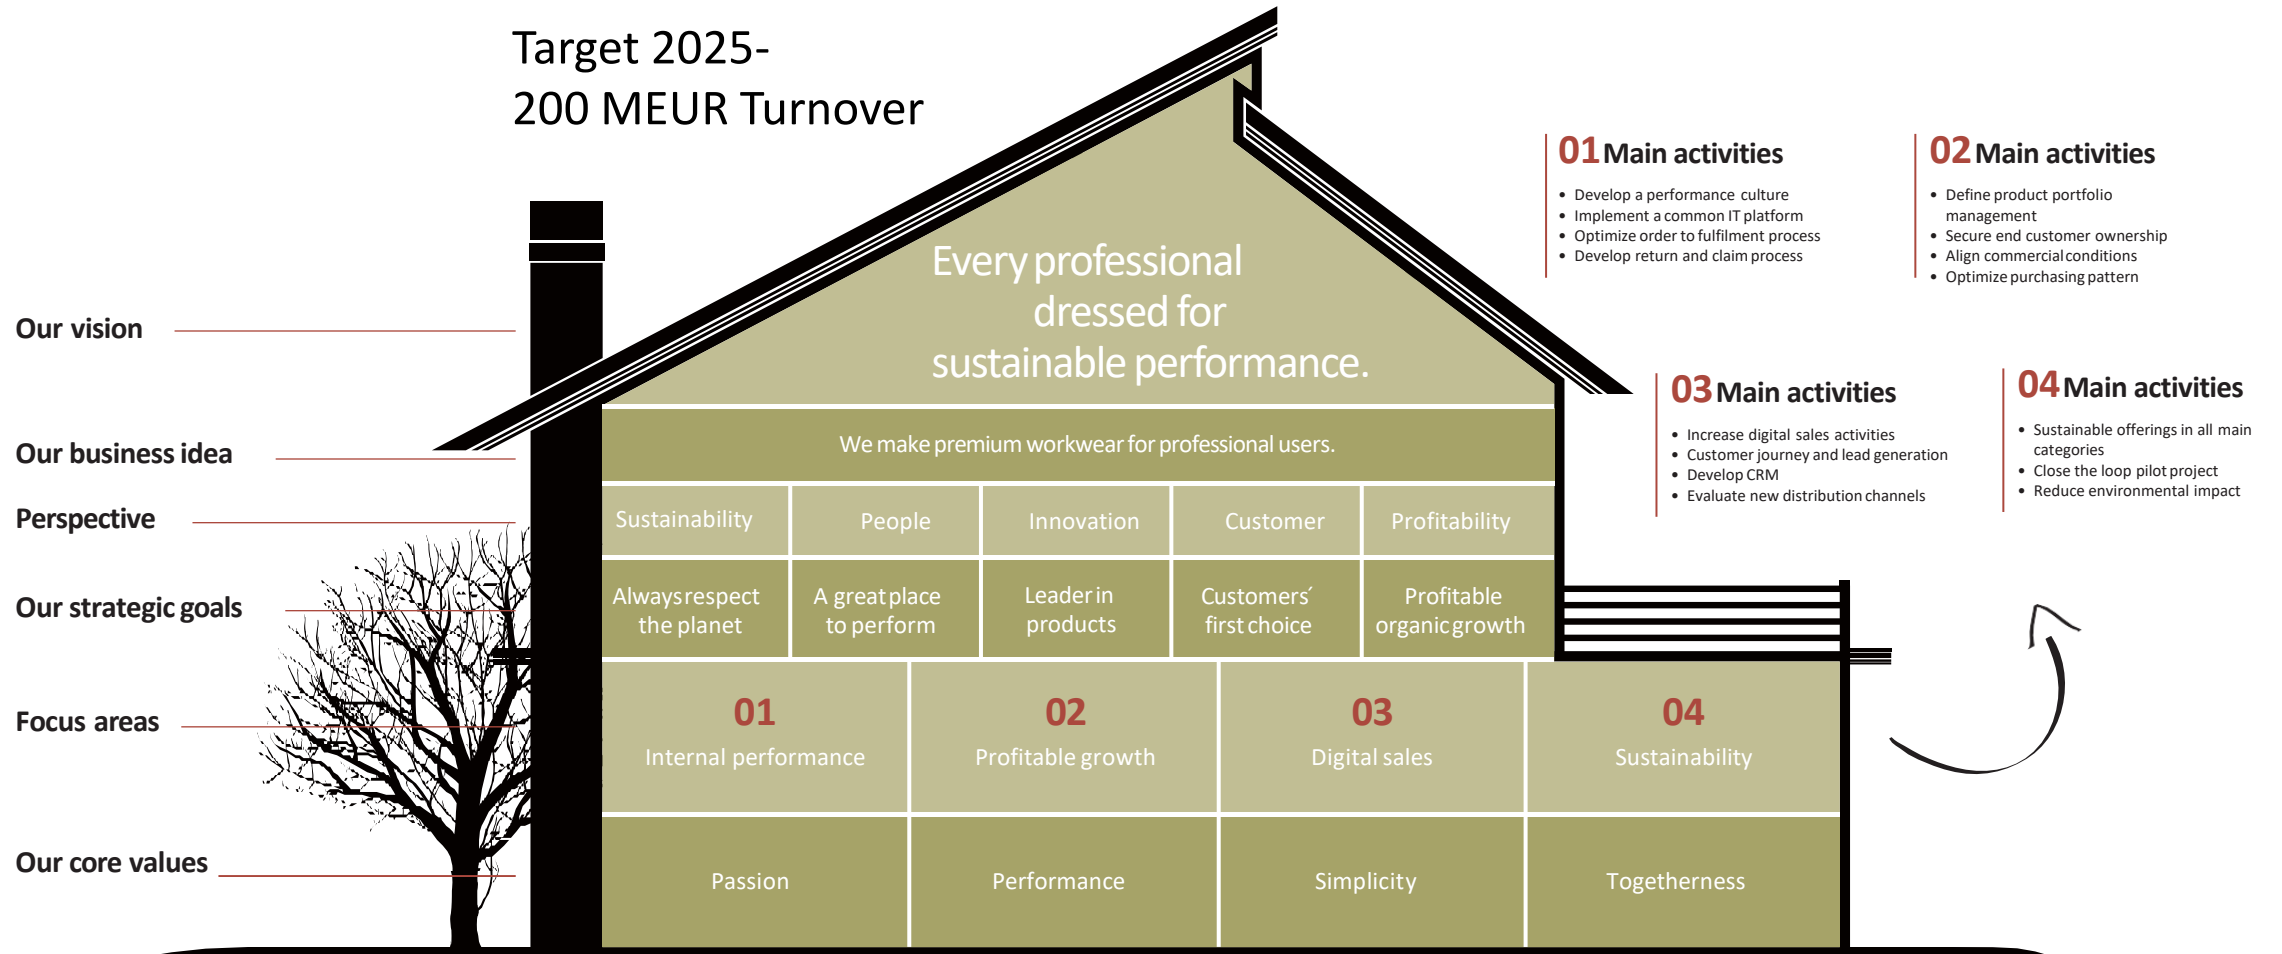 Target 2025-
200 MEUR Turnover
Every professional
dressed for
sustainable performance.
Our vision
Our business idea
We make premium workwear for professional users.
Perspective
Sustainability
People
Innovation
Customer
Profitability
Our strategic goals
Always respect
the planet
A great place
to perform
Leader in
products
Customers´
first choice
Profitable
organic growth
Focus areas
01
Internal performance
02
Profitable growth
03
Digital sales
04
Sustainability
Our core values
Passion
Performance
Simplicity
Togetherness
01 Main activities
• Develop a performance culture
• Implement a common IT platform
• Optimize order to fulfilment process
• Develop return and claim process
02 Main activities
• Define product portfolio
management
• Secure end customer ownership
• Align commercial conditions
• Optimize purchasing pattern
03 Main activities
• Increase digital sales activities
• Customer journey and lead generation
• Develop CRM
• Evaluate new distribution channels
04 Main activities
• Sustainable offerings in all main
categories
• Close the loop pilot project
• Reduce environmental impact